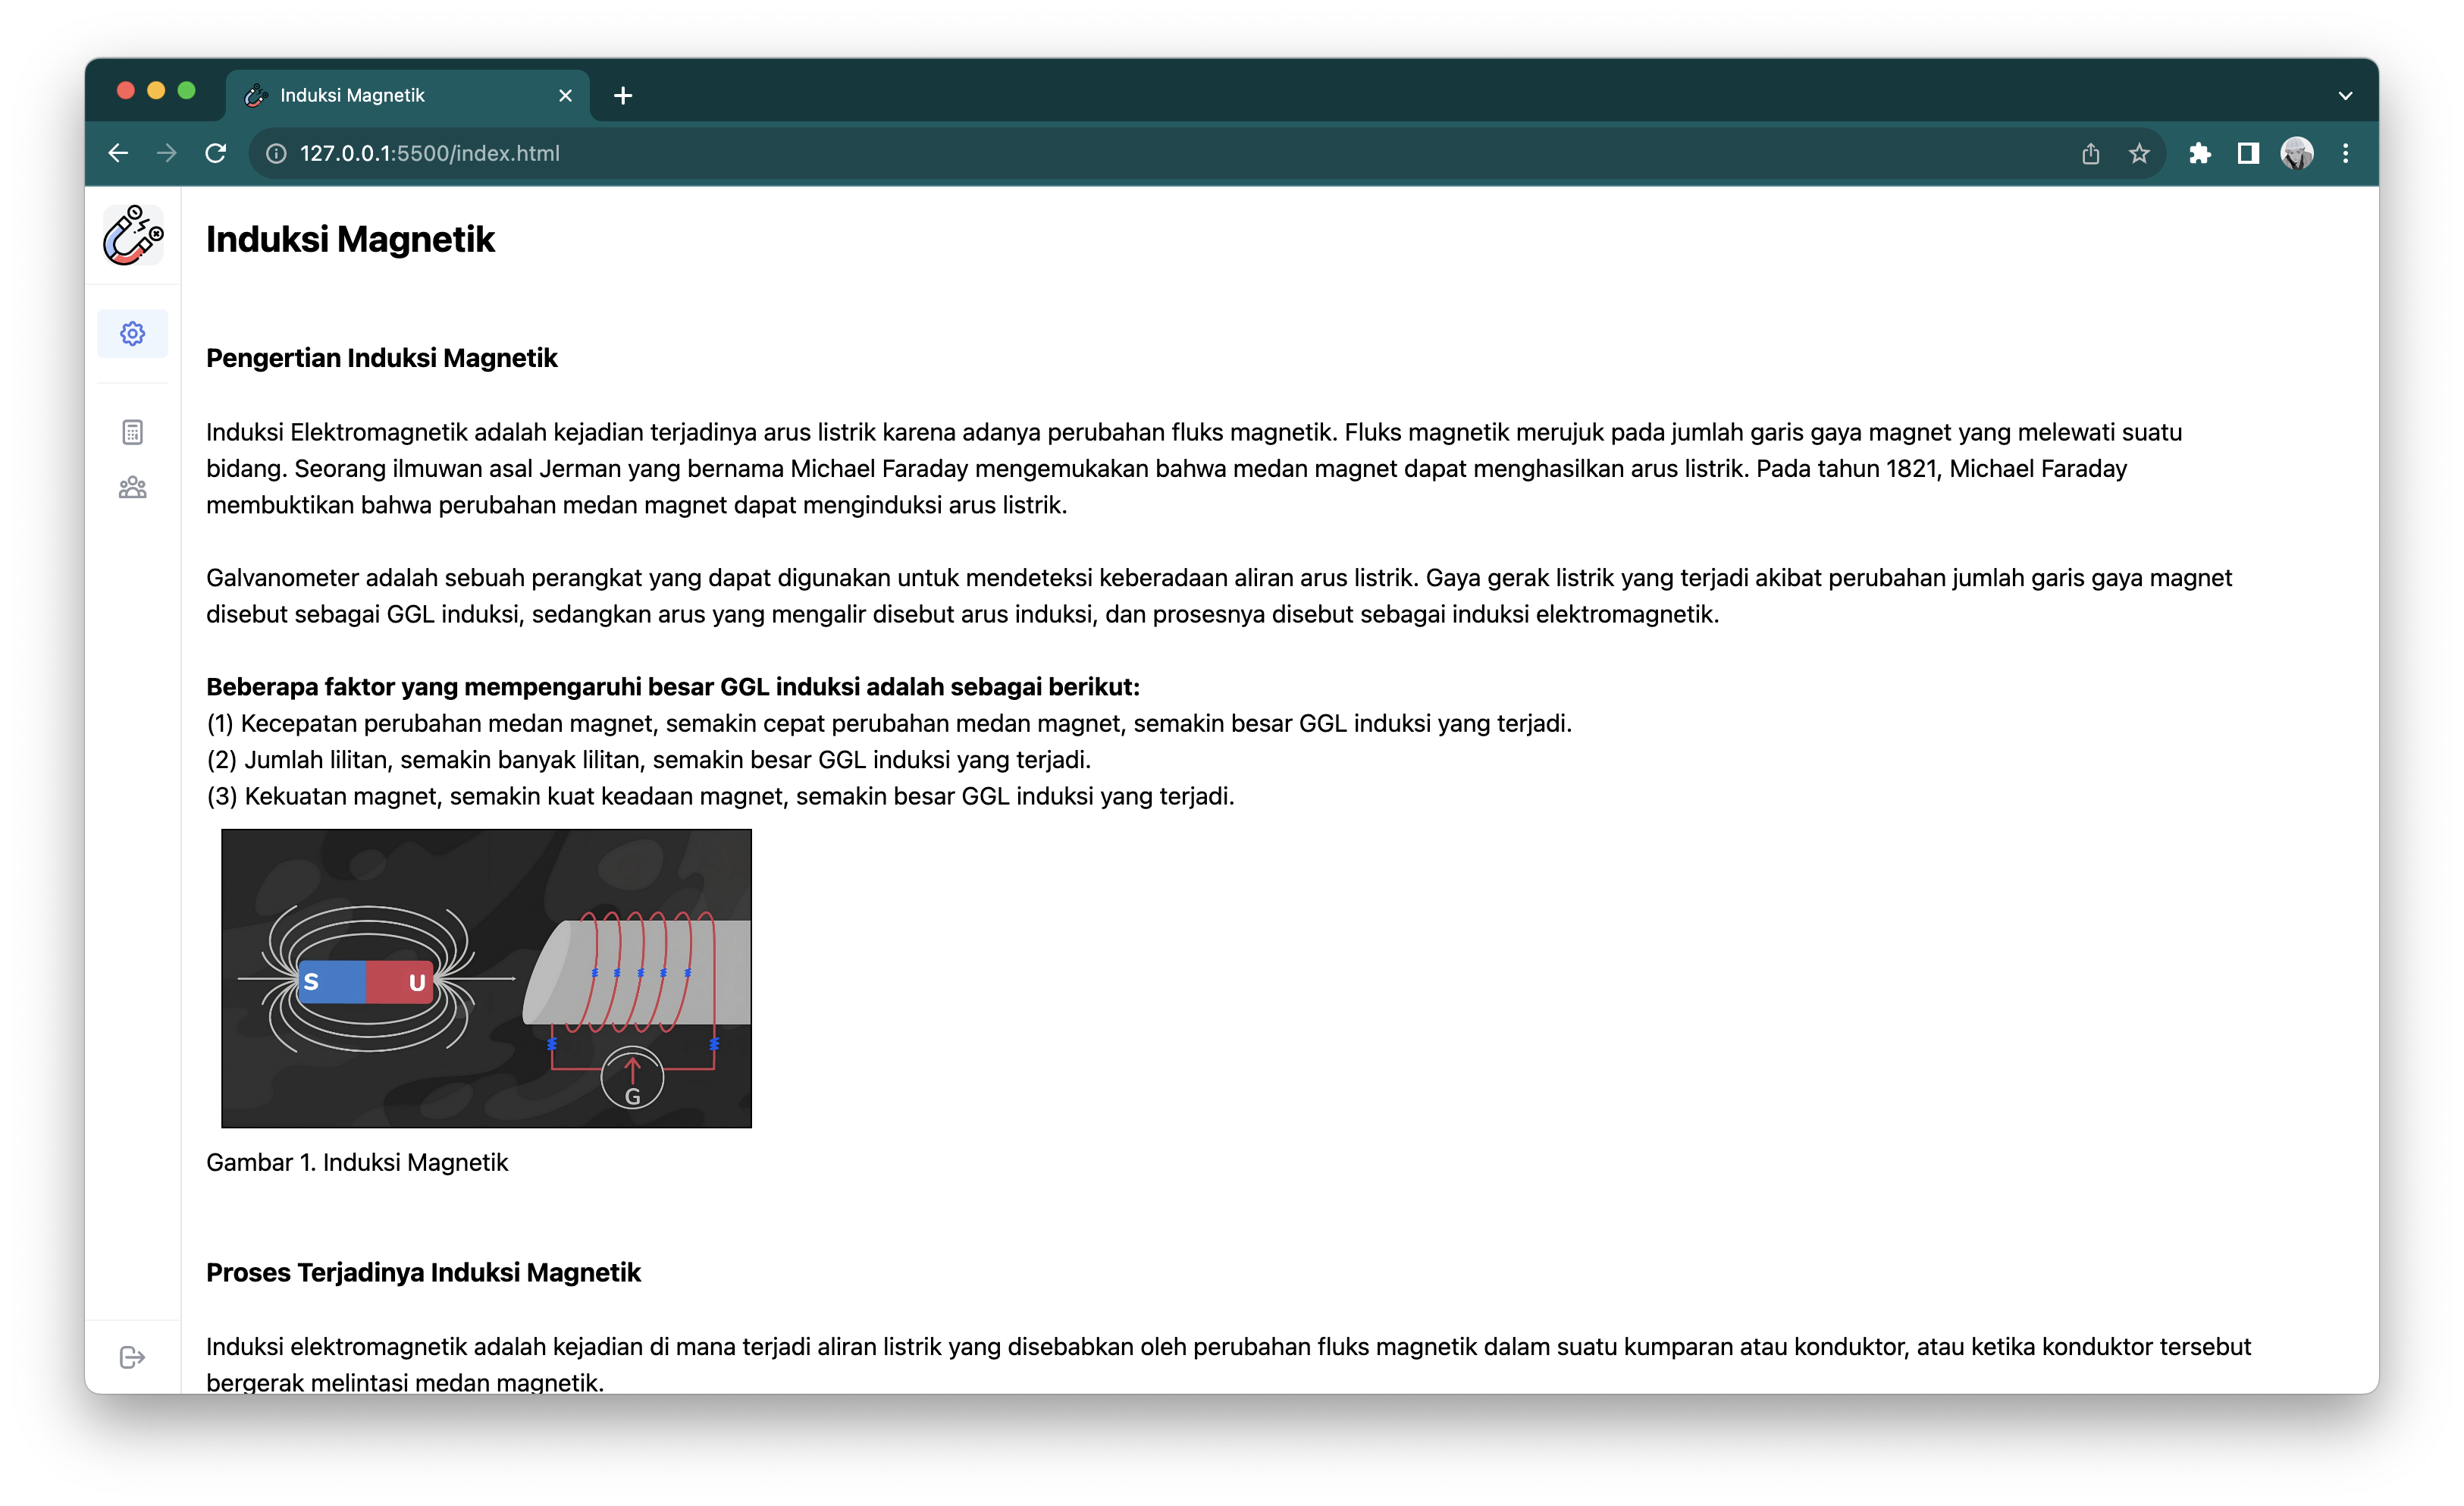 Induksi Magnetik
127.0.0.1:5500/index.html
Induksi Magnetik
Pengertian Induksi Magnetik
Induksi Elektromagnetik adalah kejadian terjadinya arus listrik karena adanya perubahan fluks magnetik. Fluks magnetik merujuk pada jumlah garis gaya magnet yang melewati suatu
bidang. Seorang ilmuwan asal Jerman yang bernama Michael Faraday mengemukakan bahwa medan magnet dapat menghasilkan arus listrik. Pada tahun 1821, Michael Faraday
membuktikan bahwa perubahan medan magnet dapat menginduksi arus listrik.
Galvanometer adalah sebuah perangkat yang dapat digunakan untuk mendeteksi keberadaan aliran arus listrik. Gaya gerak listrik yang terjadi akibat perubahan jumlah garis gaya magnet
disebut sebagai GGL induksi, sedangkan arus yang mengalir disebut arus induksi, dan prosesnya disebut sebagai induksi elektromagnetik.
Beberapa faktor yang mempengaruhi besar GGL induksi adalah sebagai berikut:
(1) Kecepatan perubahan medan magnet, semakin cepat perubahan medan magnet, semakin besar GGL induksi yang terjadi.
(2) Jumlah lilitan, semakin banyak lilitan, semakin besar GGL induksi yang terjadi.
(3) Kekuatan magnet, semakin kuat keadaan magnet, semakin besar GGL induksi yang terjadi.
S U
G
Gambar 1. Induksi Magnetik
Proses Terjadinya Induksi Magnetik
Induksi elektromagnetik adalah kejadian di mana terjadi aliran listrik yang disebabkan oleh perubahan fluks magnetik dalam suatu kumparan atau konduktor, atau ketika konduktor tersebut
bergerak melintasi medan magnetik.